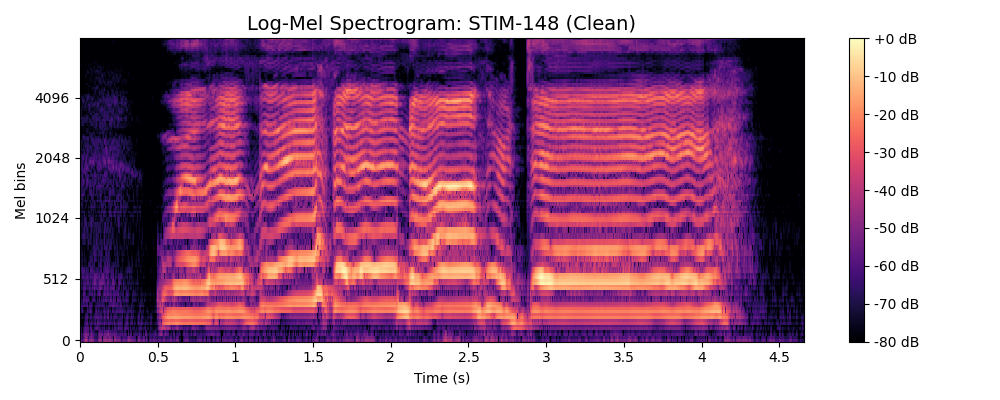 Log-Mel Spectrogram: STIM-148 (Clean)
+0 dB
-10 dB
-20 dB
-30 dB
-40 dB
-50 dB
-60 dB
-70 dB
-80 dB
Mel bins
4096
2048
1024
512
0
0 0.5 1 1.5 2 2.5 3 3.5 4 4.5
Time (s)